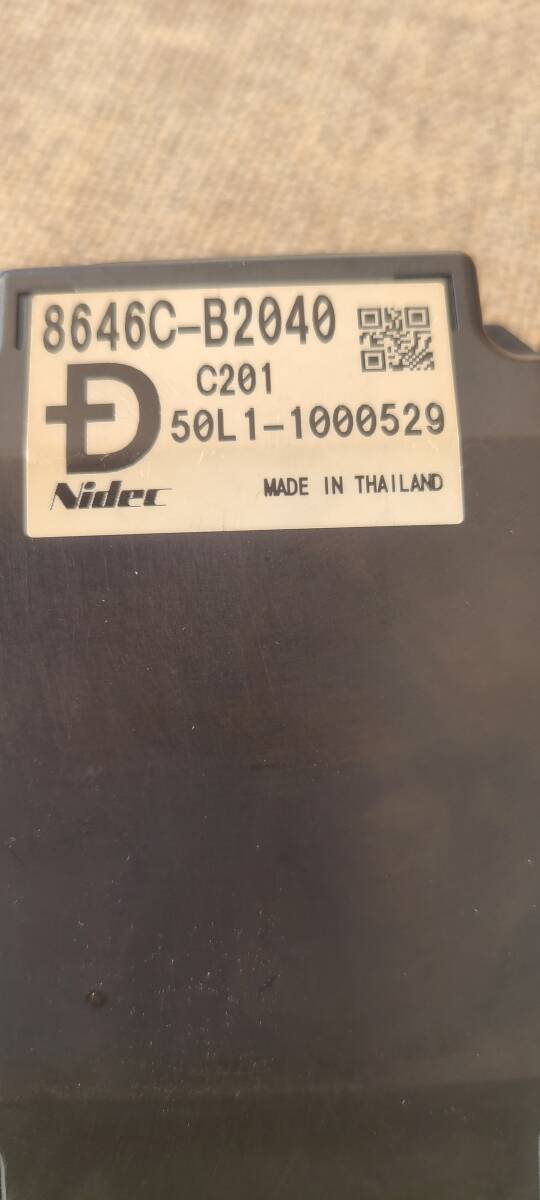 8646C-B2040
C201
50L1-1000529
Nidec
MADE IN THAILAND